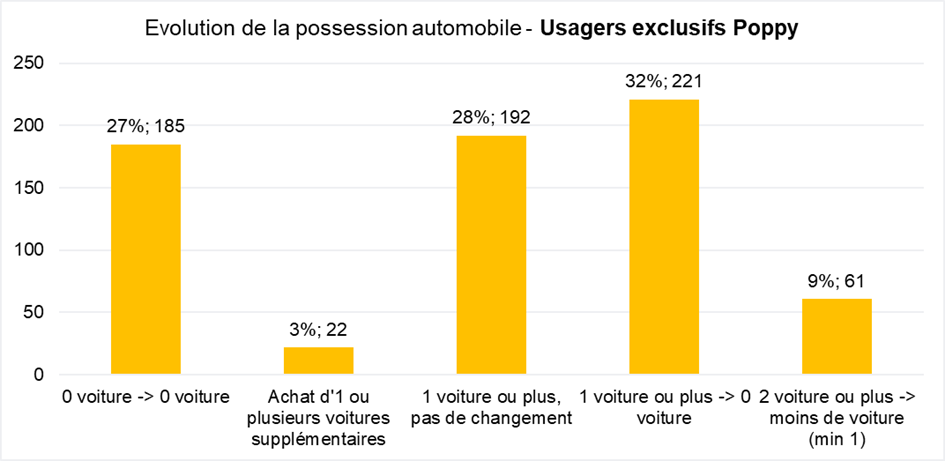 Evolution de la possession automobile - Usagers exclusifs Poppy
250
200
150
100
50
0
27%; 185
3%; 22
28%; 192
32%; 221
9%; 61
0 voiture -> 0 voiture
Achat d'1 ou
plusieurs voitures
supplémentaires
1 voiture ou plus,
pas de changement
1 voiture ou plus -> 0
voiture
2 voiture ou plus ->
moins de voiture
(min 1)